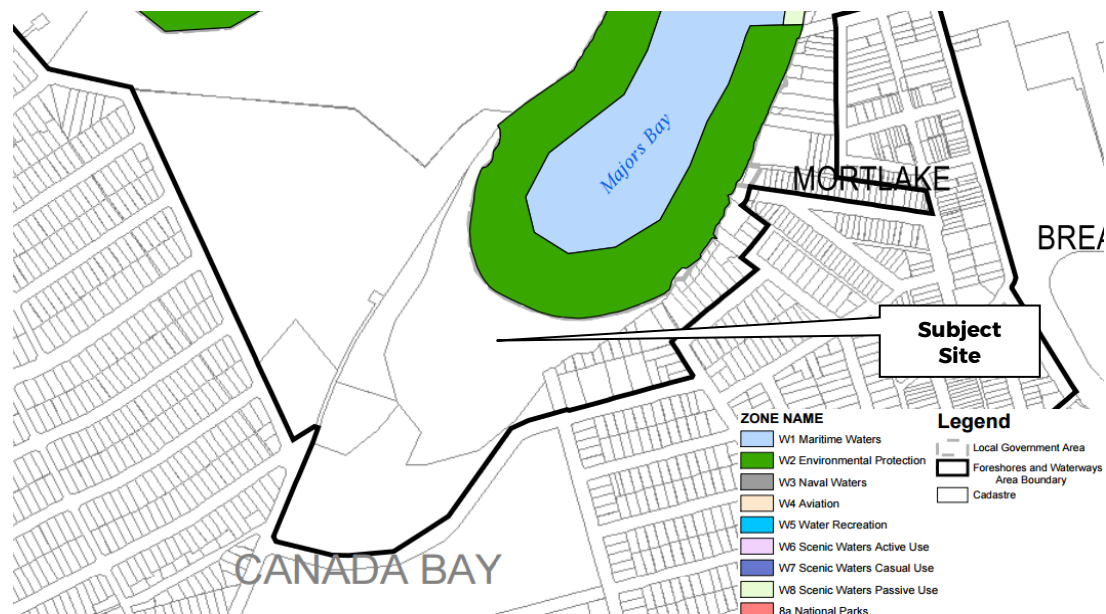 Majors Bay
MORTLAKE
BREA
Subject
Site
CANADA BAY
ZONE NAME
W1 Maritime Waters
W2 Environmental Protection
W3 Naval Waters
W4 Aviation
W5 Water Recreation
W6 Scenic Waters Active Use
W7 Scenic Waters Casual Use
W8 Scenic Waters Passive Use
8a National Parks
Legend
Local Government Area
Foreshores and Waterways
Area Boundary
Cadastre